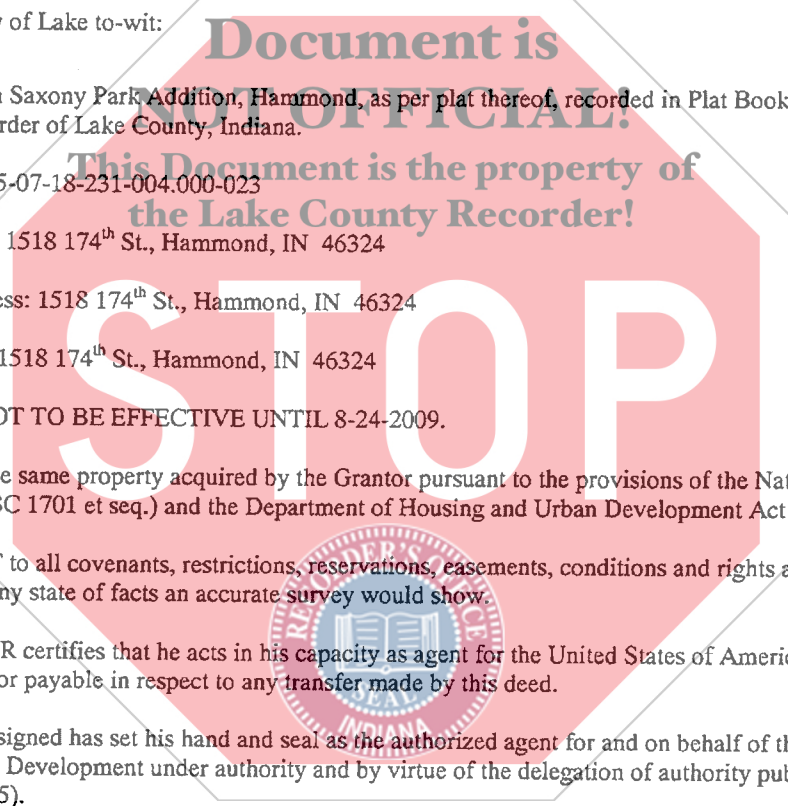 y of Lake to-wit:
Document is
Saxony Park Addition, Hammond, as per plat thereof, recorded in Plat Book
NOT OFFICIAL!
rder of Lake County, Indiana.
This Document is the property of
5-07-18-231-004.000-023
the Lake County Recorder!
1518 174th St., Hammond, IN 46324
ess: 1518 174th St., Hammond, IN 46324
1518 174th St., Hammond, IN 46324
STOP
OT TO BE EFFECTIVE UNTIL 8-24-2009.
e same property acquired by the Grantor pursuant to the provisions of the Nat
SC 1701 et seq.) and the Department of Housing and Urban Development Act
to all covenants, restrictions, reservations, easements, conditions and rights a
ny state of facts an accurate survey would show.
RECORDER'S OFFICE
SEAL
INDIANA
R certifies that he acts in his capacity as agent for the United States of Americ
or payable in respect to any transfer made by this deed.
signed has set his hand and seal as the authorized agent for and on behalf of th
Development under authority and by virtue of the delegation of authority pub
5).